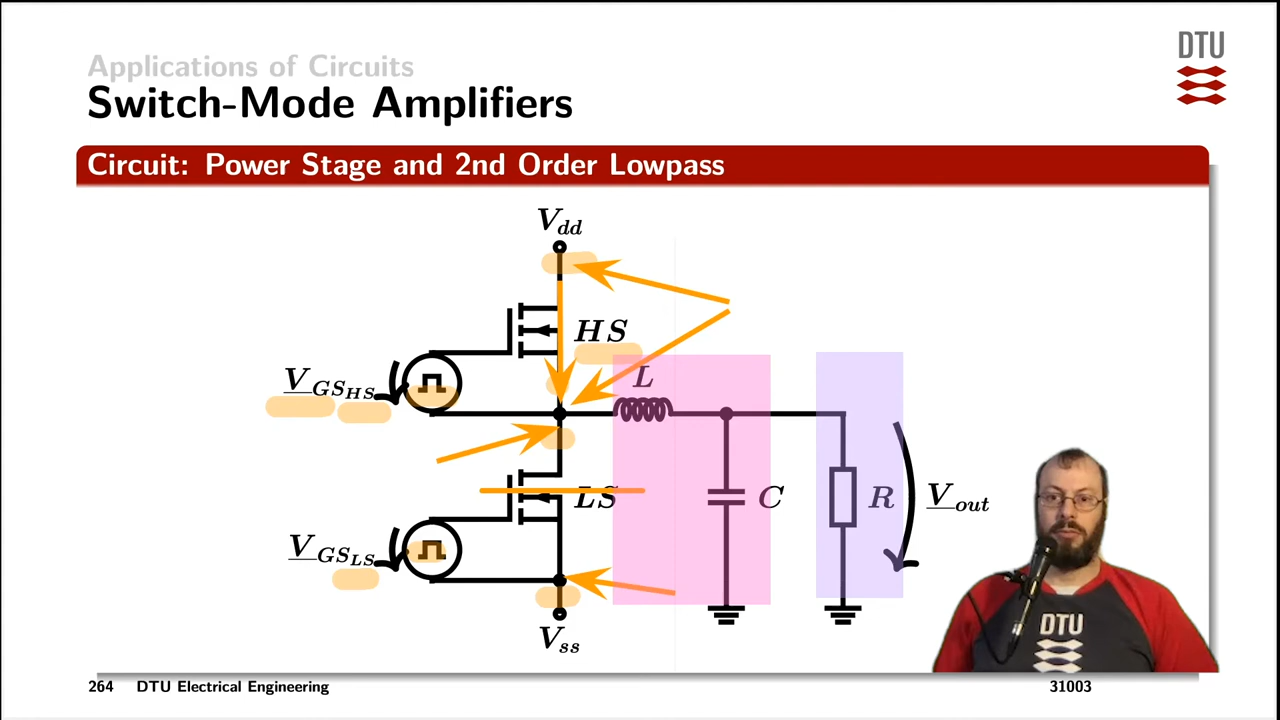 Applications of Circuits
Switch-Mode Amplifiers
DTU
Circuit: Power Stage and 2nd Order Lowpass
Vdd
HS
VGSHS
L
LS
C
R
Vout
VGSLS
Vss
DTU
264 DTU Electrical Engineering 31003